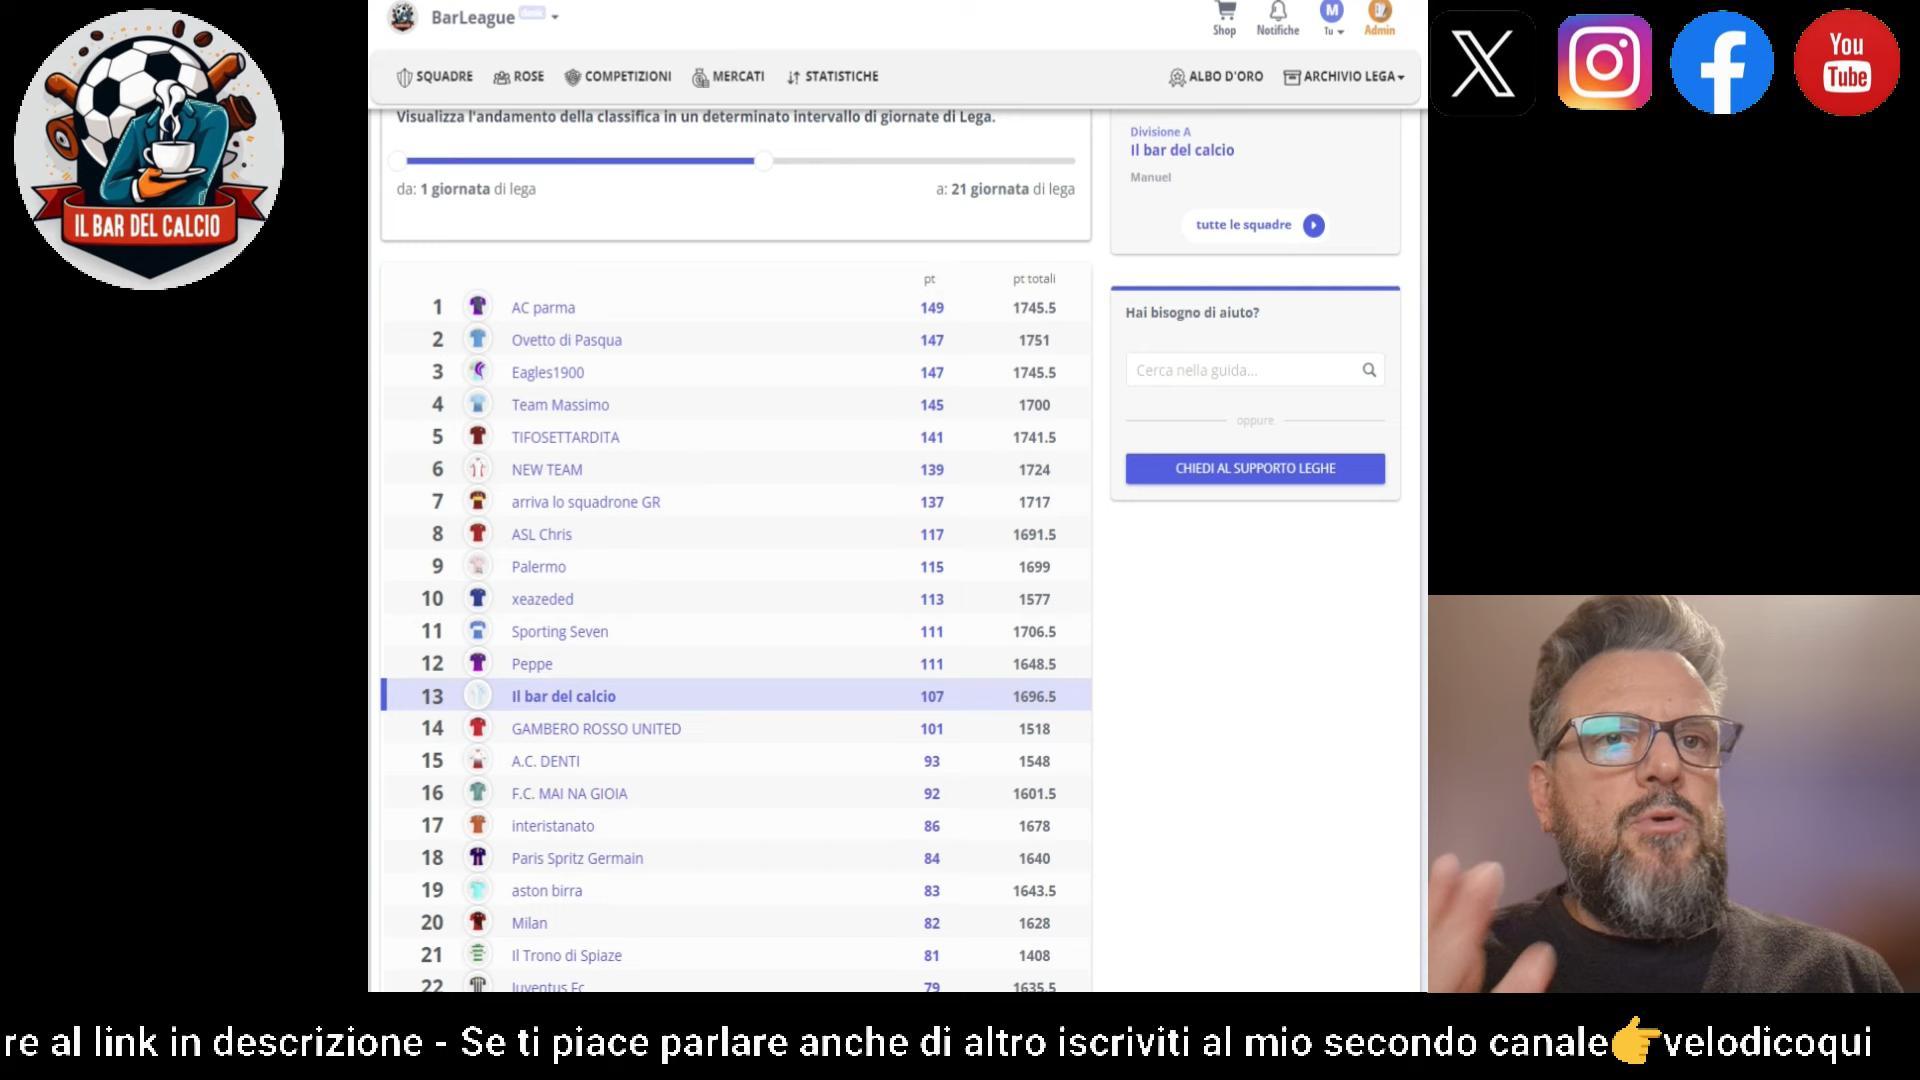 BarLeague
Shop
Notifiche
M
Tu
Admin
SQUADRE
ROSE
COMPETIZIONI
MERCATI
STATISTICHE
ALBO D'ORO
ARCHIVIO LEGA
You
Tube
IL BAR DEL CALCIO
Visualizza l'andamento della classifica in un determinato intervallo di giornate di Lega.
da: 1 giornata di lega
a: 21 giornata di lega
Divisione A
Il bar del calcio
Manuel
tutte le squadre
pt pt totali
1 AC parma 149 1745.5
2 Ovetto di Pasqua 147 1751
3 Eagles1900 147 1745.5
4 Team Massimo 145 1700
5 TIFOSETTARDITA 141 1741.5
6 NEW TEAM 139 1724
7 arriva lo squadrone GR 137 1717
8 ASL Chris 117 1691.5
9 Palermo 115 1699
10 xeazeded 113 1577
11 Sporting Seven 111 1706.5
12 Peppe 111 1648.5
13 Il bar del calcio 107 1696.5
14 GAMBERO ROSSO UNITED 101 1518
15 A.C. DENTI 93 1548
16 F.C. MAI NA GIOIA 92 1601.5
17 interistanato 86 1678
18 Paris Spritz Germain 84 1640
19 aston birra 83 1643.5
20 Milan 82 1628
21 Il Trono di Spiaze 81 1408
22 Juventus Fc 79 1635.5
Hai bisogno di aiuto?
Cerca nella guida...
oppure
CHIEDI AL SUPPORTO LEGHE
re al link in descrizione - Se ti piace parlare anche di altro iscriviti al mio secondo canale👉velodicoqui